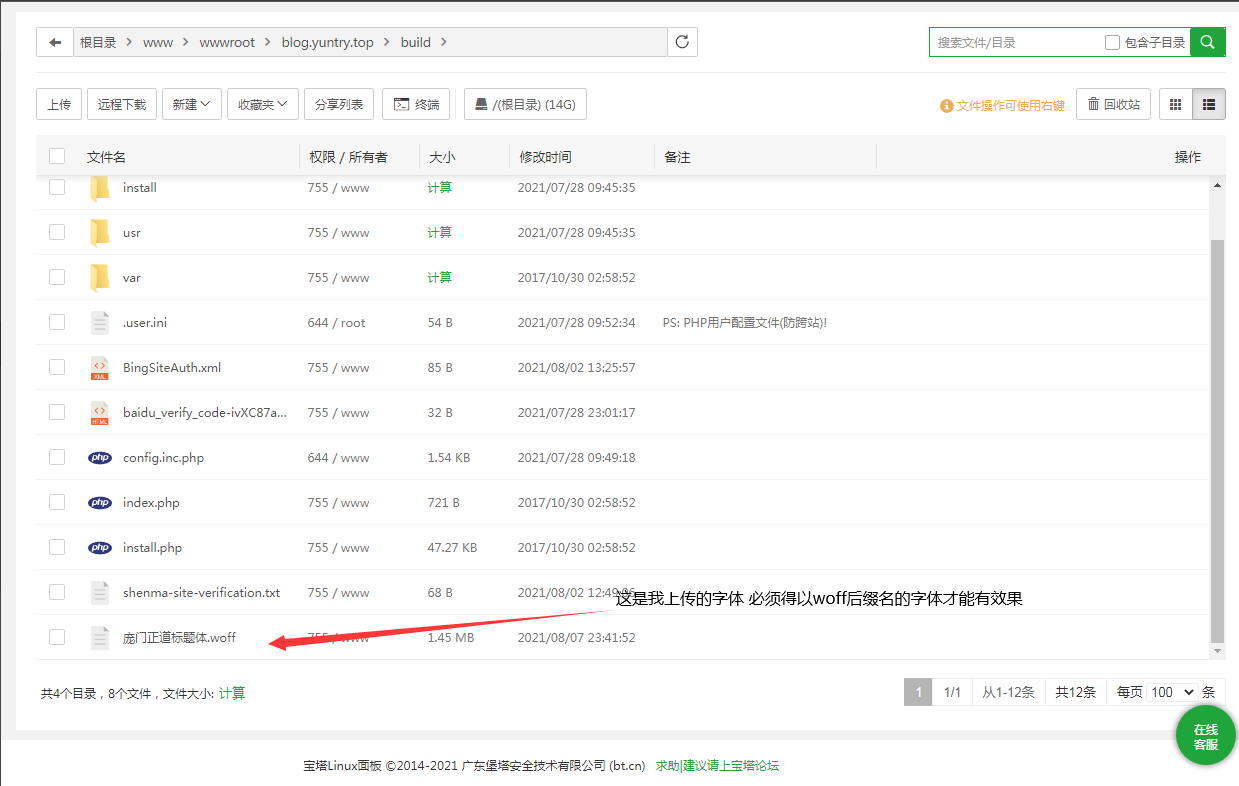 根目录 > www > wwwroot > blog.yuntry.top > build >
搜索文件/目录 包含子目录
上传 远程下载 新建 收藏夹 分享列表 终端 /(根目录) (14G) 文件操作可使用右键 回收站
文件名 权限 / 所有者 大小 修改时间 备注 操作
install 755 / www 计算 2021/07/28 09:45:35
usr 755 / www 计算 2021/07/28 09:45:35
var 755 / www 计算 2017/10/30 02:58:52
.user.ini 644 / root 54 B 2021/07/28 09:52:34 PS: PHP用户配置文件(防跨站)!
XML BingSiteAuth.xml 755 / www 85 B 2021/08/02 13:25:57
HTML baidu_verify_code-ivXC87a... 755 / www 32 B 2021/07/28 23:01:17
php config.inc.php 644 / www 1.54 KB 2021/07/28 09:49:18
php index.php 755 / www 721 B 2017/10/30 02:58:52
php install.php 755 / www 47.27 KB 2017/10/30 02:58:52
shenma-site-verification.txt 755 / www 68 B 2021/08/02 12:49:06
这是我上传的字体 必须得以woff后缀名的字体才能有效果
庞门正道标题体.woff 755 / www 1.45 MB 2021/08/07 23:41:52
共4个目录，8个文件，文件大小: 计算 1 1/1 从1-12条 共12条 每页 100 条
在线
客服
宝塔Linux面板 ©2014-2021 广东堡塔安全技术有限公司 (bt.cn) 求助|建议请上宝塔论坛